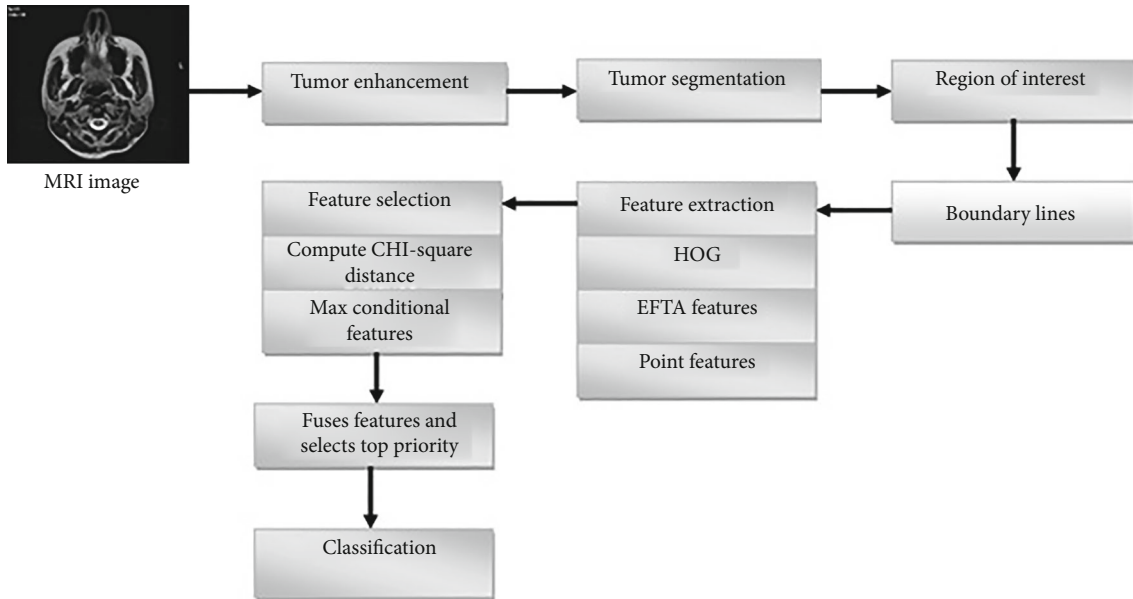 MRI image
Tumor enhancement
Tumor segmentation
Region of interest
Boundary lines
Feature extraction
HOG
EFTA features
Point features
Feature selection
Compute CHI-square
distance
Max conditional
features
Fuses features and
selects top priority
Classification